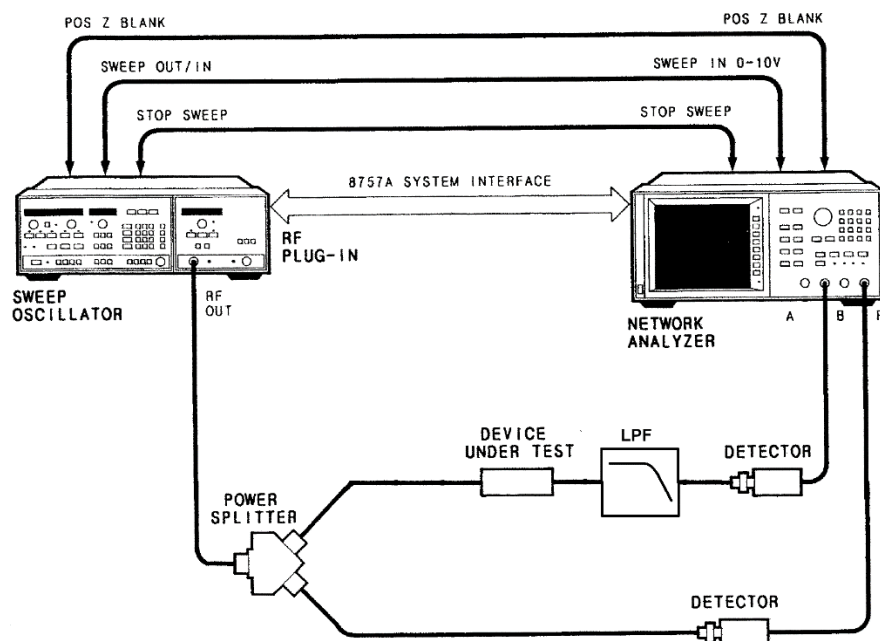 POS Z BLANK
POS Z BLANK
SWEEP OUT/IN
SWEEP IN 0-10V
STOP SWEEP
STOP SWEEP
8757A SYSTEM INTERFACE
RF
PLUG-IN
SWEEP
OSCILLATOR
RF
OUT
A
B
R
NETWORK
ANALYZER
DEVICE
UNDER TEST
LPF
DETECTOR
POWER
SPLITTER
DETECTOR